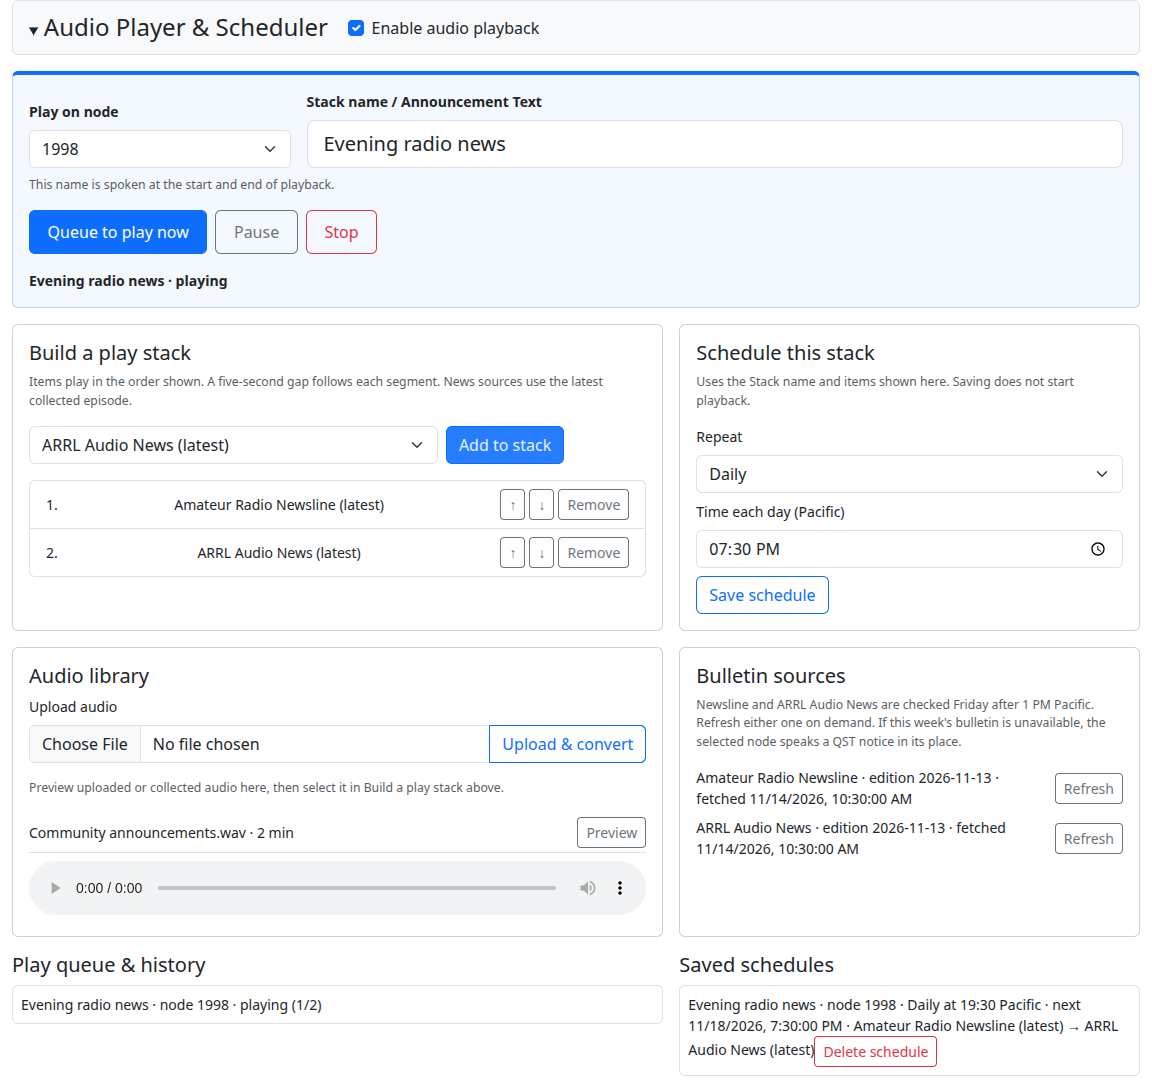 Audio Player & Scheduler
Enable audio playback
Play on node
Stack name / Announcement Text
1998
Evening radio news
This name is spoken at the start and end of playback.
Queue to play now
Pause
Stop
Evening radio news · playing
Build a play stack
Items play in the order shown. A five-second gap follows each segment. News sources use the latest
collected episode.
ARRL Audio News (latest)
Add to stack
1.
Amateur Radio Newsline (latest)
↑
↓
Remove
2.
ARRL Audio News (latest)
↑
↓
Remove
Schedule this stack
Uses the Stack name and items shown here. Saving does not start
playback.
Repeat
Daily
Time each day (Pacific)
07:30 PM
Save schedule
Audio library
Upload audio
Choose File
No file chosen
Upload & convert
Preview uploaded or collected audio here, then select it in Build a play stack above.
Community announcements.wav · 2 min
Preview
0:00 / 0:00
Bulletin sources
Newsline and ARRL Audio News are checked Friday after 1 PM Pacific.
Refresh either one on demand. If this week's bulletin is unavailable, the
selected node speaks a QST notice in its place.
Amateur Radio Newsline · edition 2026-11-13 ·
fetched 11/14/2026, 10:30:00 AM
Refresh
ARRL Audio News · edition 2026-11-13 · fetched
11/14/2026, 10:30:00 AM
Refresh
Play queue & history
Evening radio news · node 1998 · playing (1/2)
Saved schedules
Evening radio news · node 1998 · Daily at 19:30 Pacific · next
11/18/2026, 7:30:00 PM · Amateur Radio Newsline (latest) → ARRL
Audio News (latest)
Delete schedule